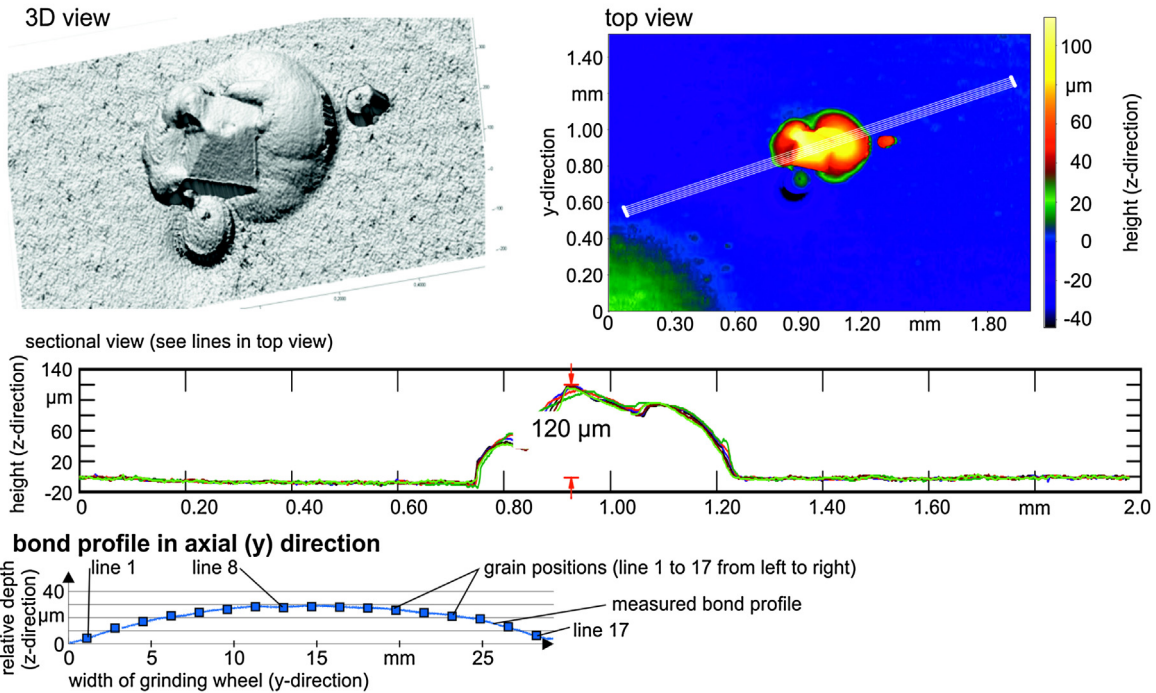 3D view
top view
1.40
mm
1.00
0.80
0.60
0.40
0.20
0
y-direction
0 0.30 0.60 0.90 1.20 mm 1.80
100
µm
60
40
20
0
-20
-40
height (z-direction)
sectional view (see lines in top view)
140
µm
60
20
-20
height (z-direction)
120 µm
0 0.20 0.40 0.60 0.80 1.00 1.20 1.40 1.60 mm 2.0
bond profile in axial (y) direction
line 1
line 8
grain positions (line 1 to 17 from left to right)
measured bond profile
line 17
40
µm
0
relative depth
(z-direction)
0 5 10 15 mm 25
width of grinding wheel (y-direction)